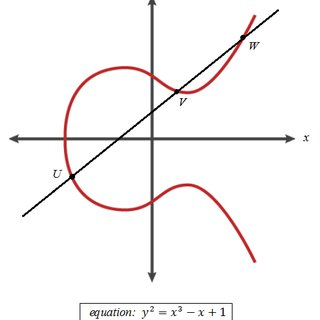 W
V
x
U
equation: y² = x³ − x + 1